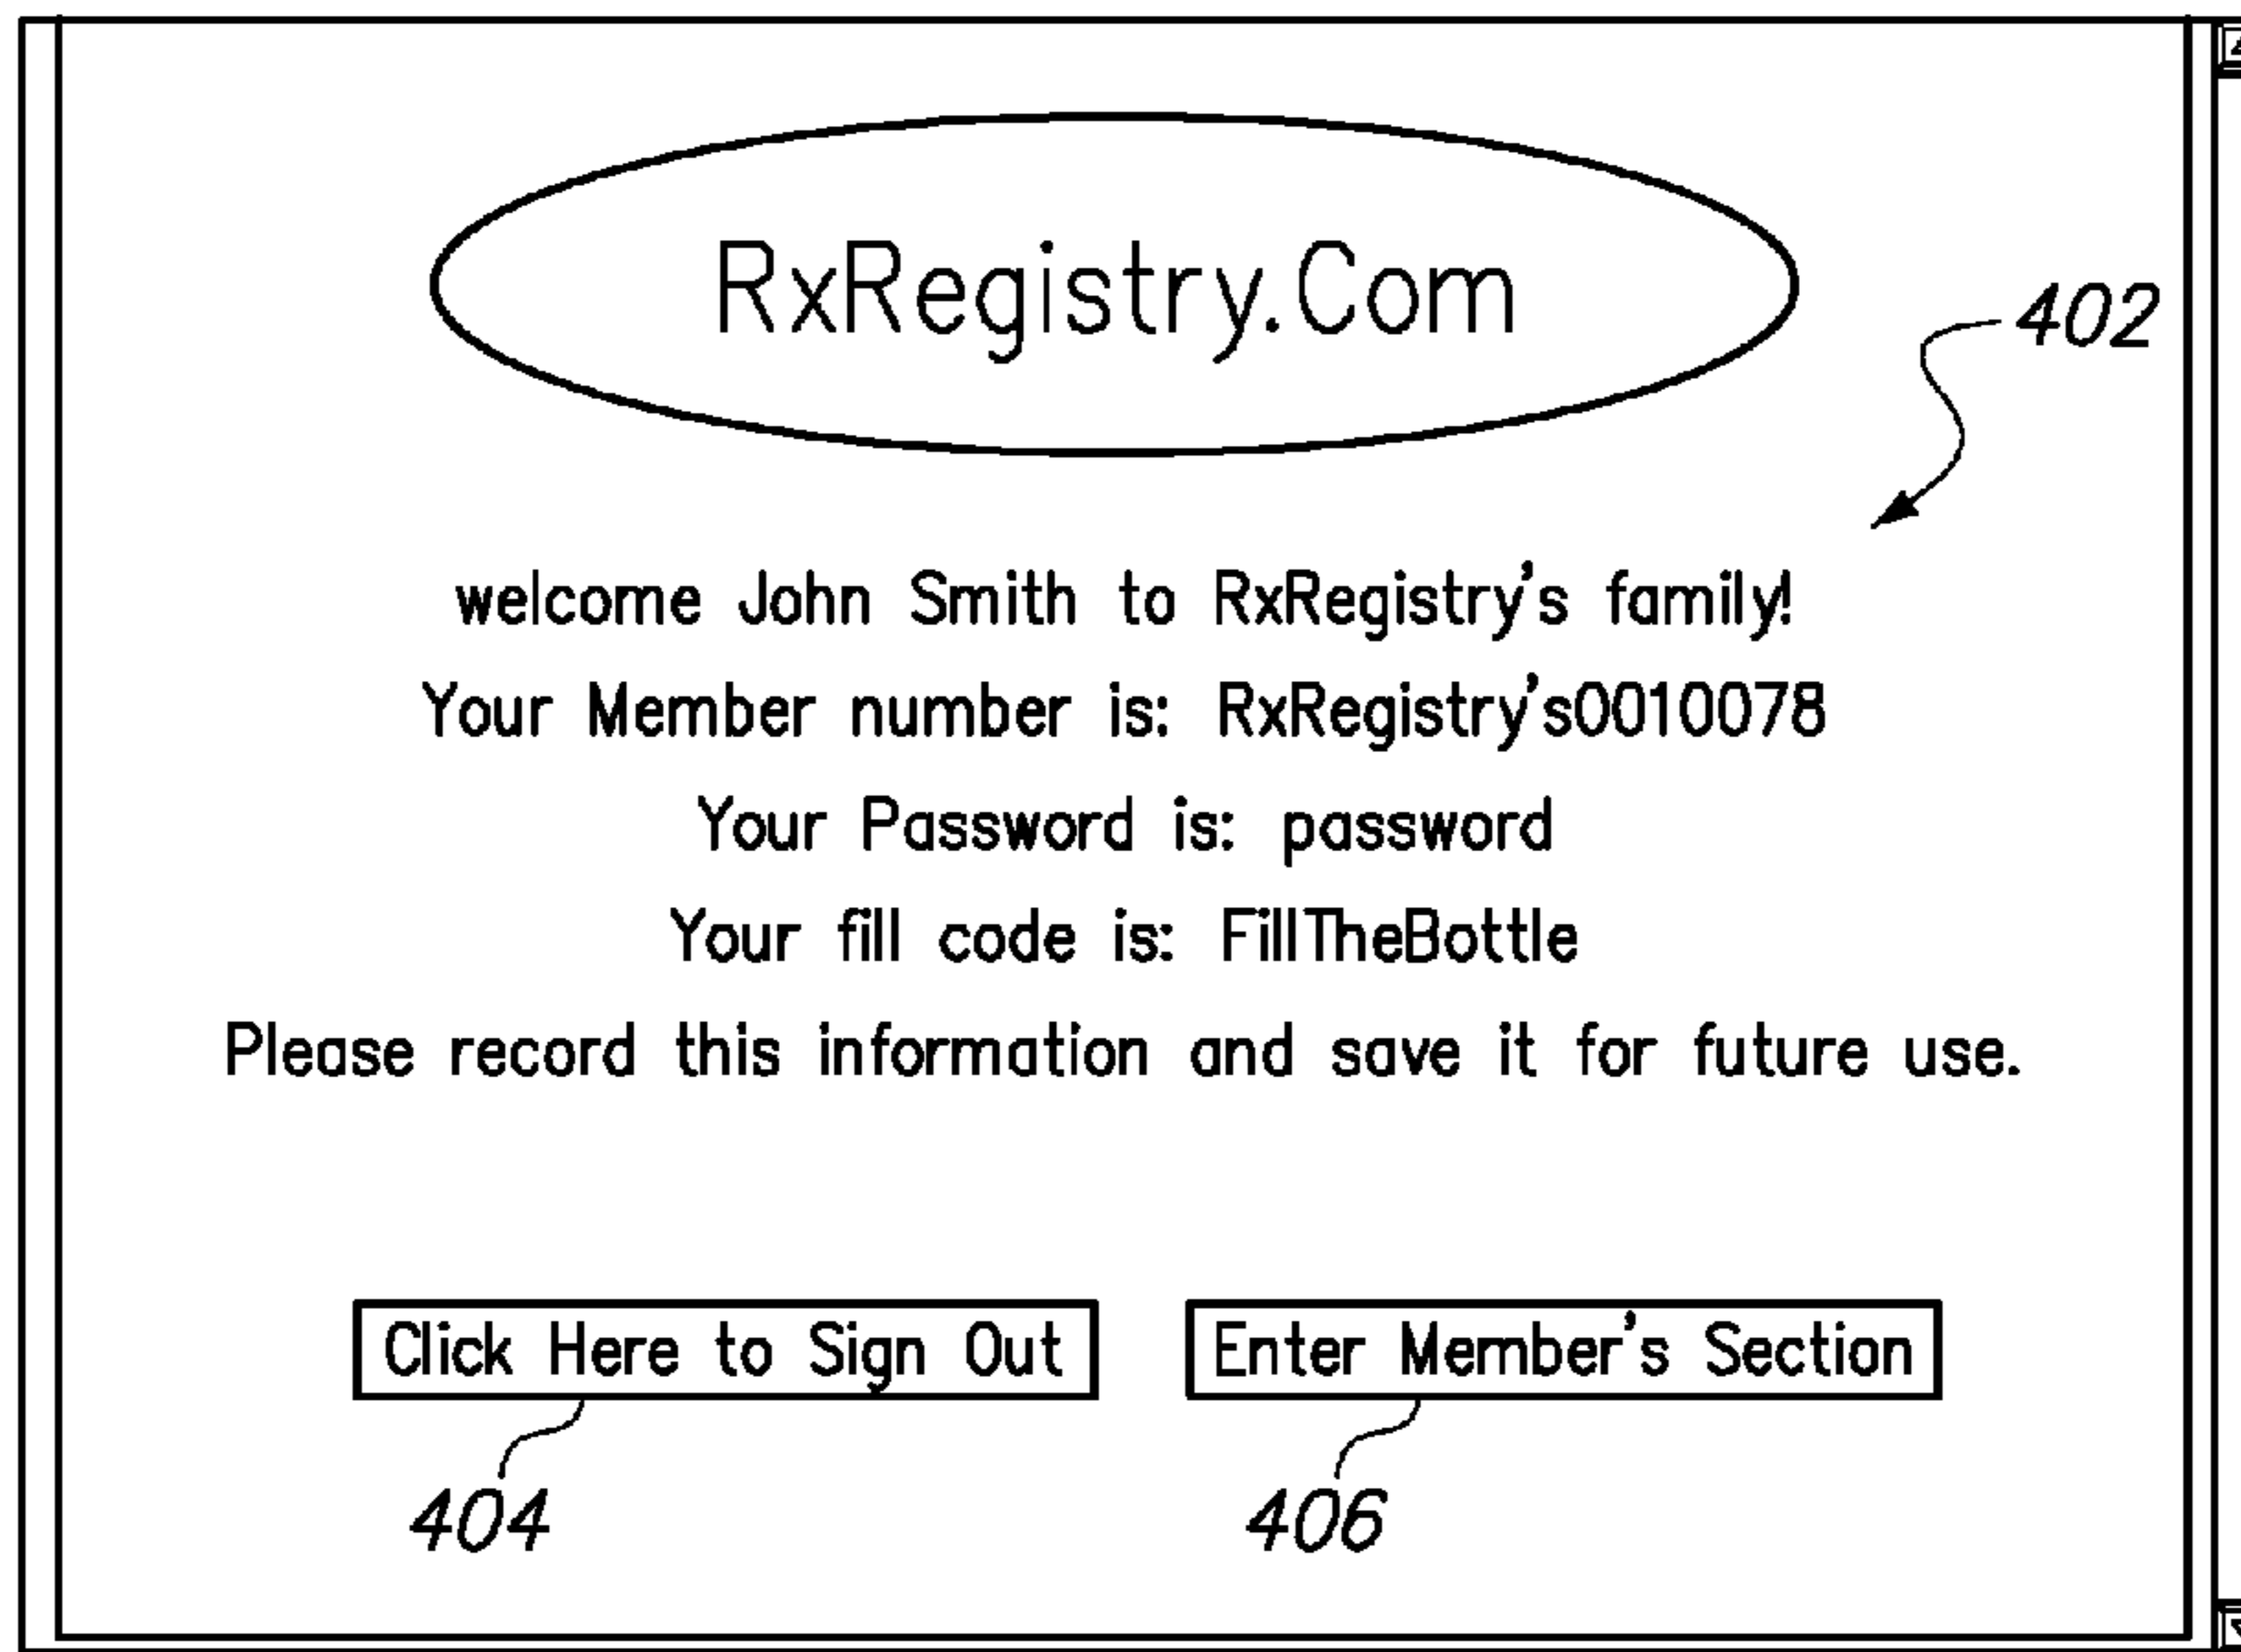 RxRegistry.Com
402
welcome John Smith to RxRegistry's family!
Your Member number is: RxRegistry's0010078
Your Password is: password
Your fill code is: FillTheBottle
Please record this information and save it for future use.
Click Here to Sign Out
Enter Member's Section
404
406